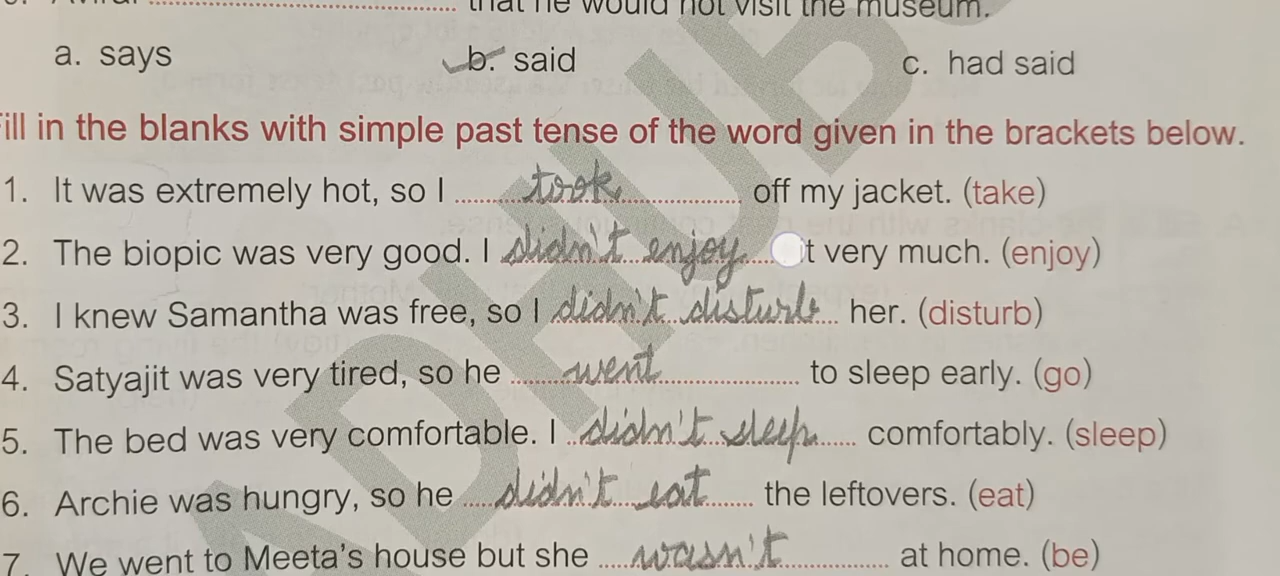 that he would not visit the museum.
a. says b. said c. had said
ill in the blanks with simple past tense of the word given in the brackets below.
1. It was extremely hot, so I ......took............... off my jacket. (take)
2. The biopic was very good. I didn't enjoy.... it very much. (enjoy)
3. I knew Samantha was free, so I didn't disturb... her. (disturb)
4. Satyajit was very tired, so he .......went................. to sleep early. (go)
5. The bed was very comfortable. I ..didn't sleep..... comfortably. (sleep)
6. Archie was hungry, so he ....didn't eat...... the leftovers. (eat)
7. We went to Meeta's house but she ....wasn't............ at home. (be)
ADHUB